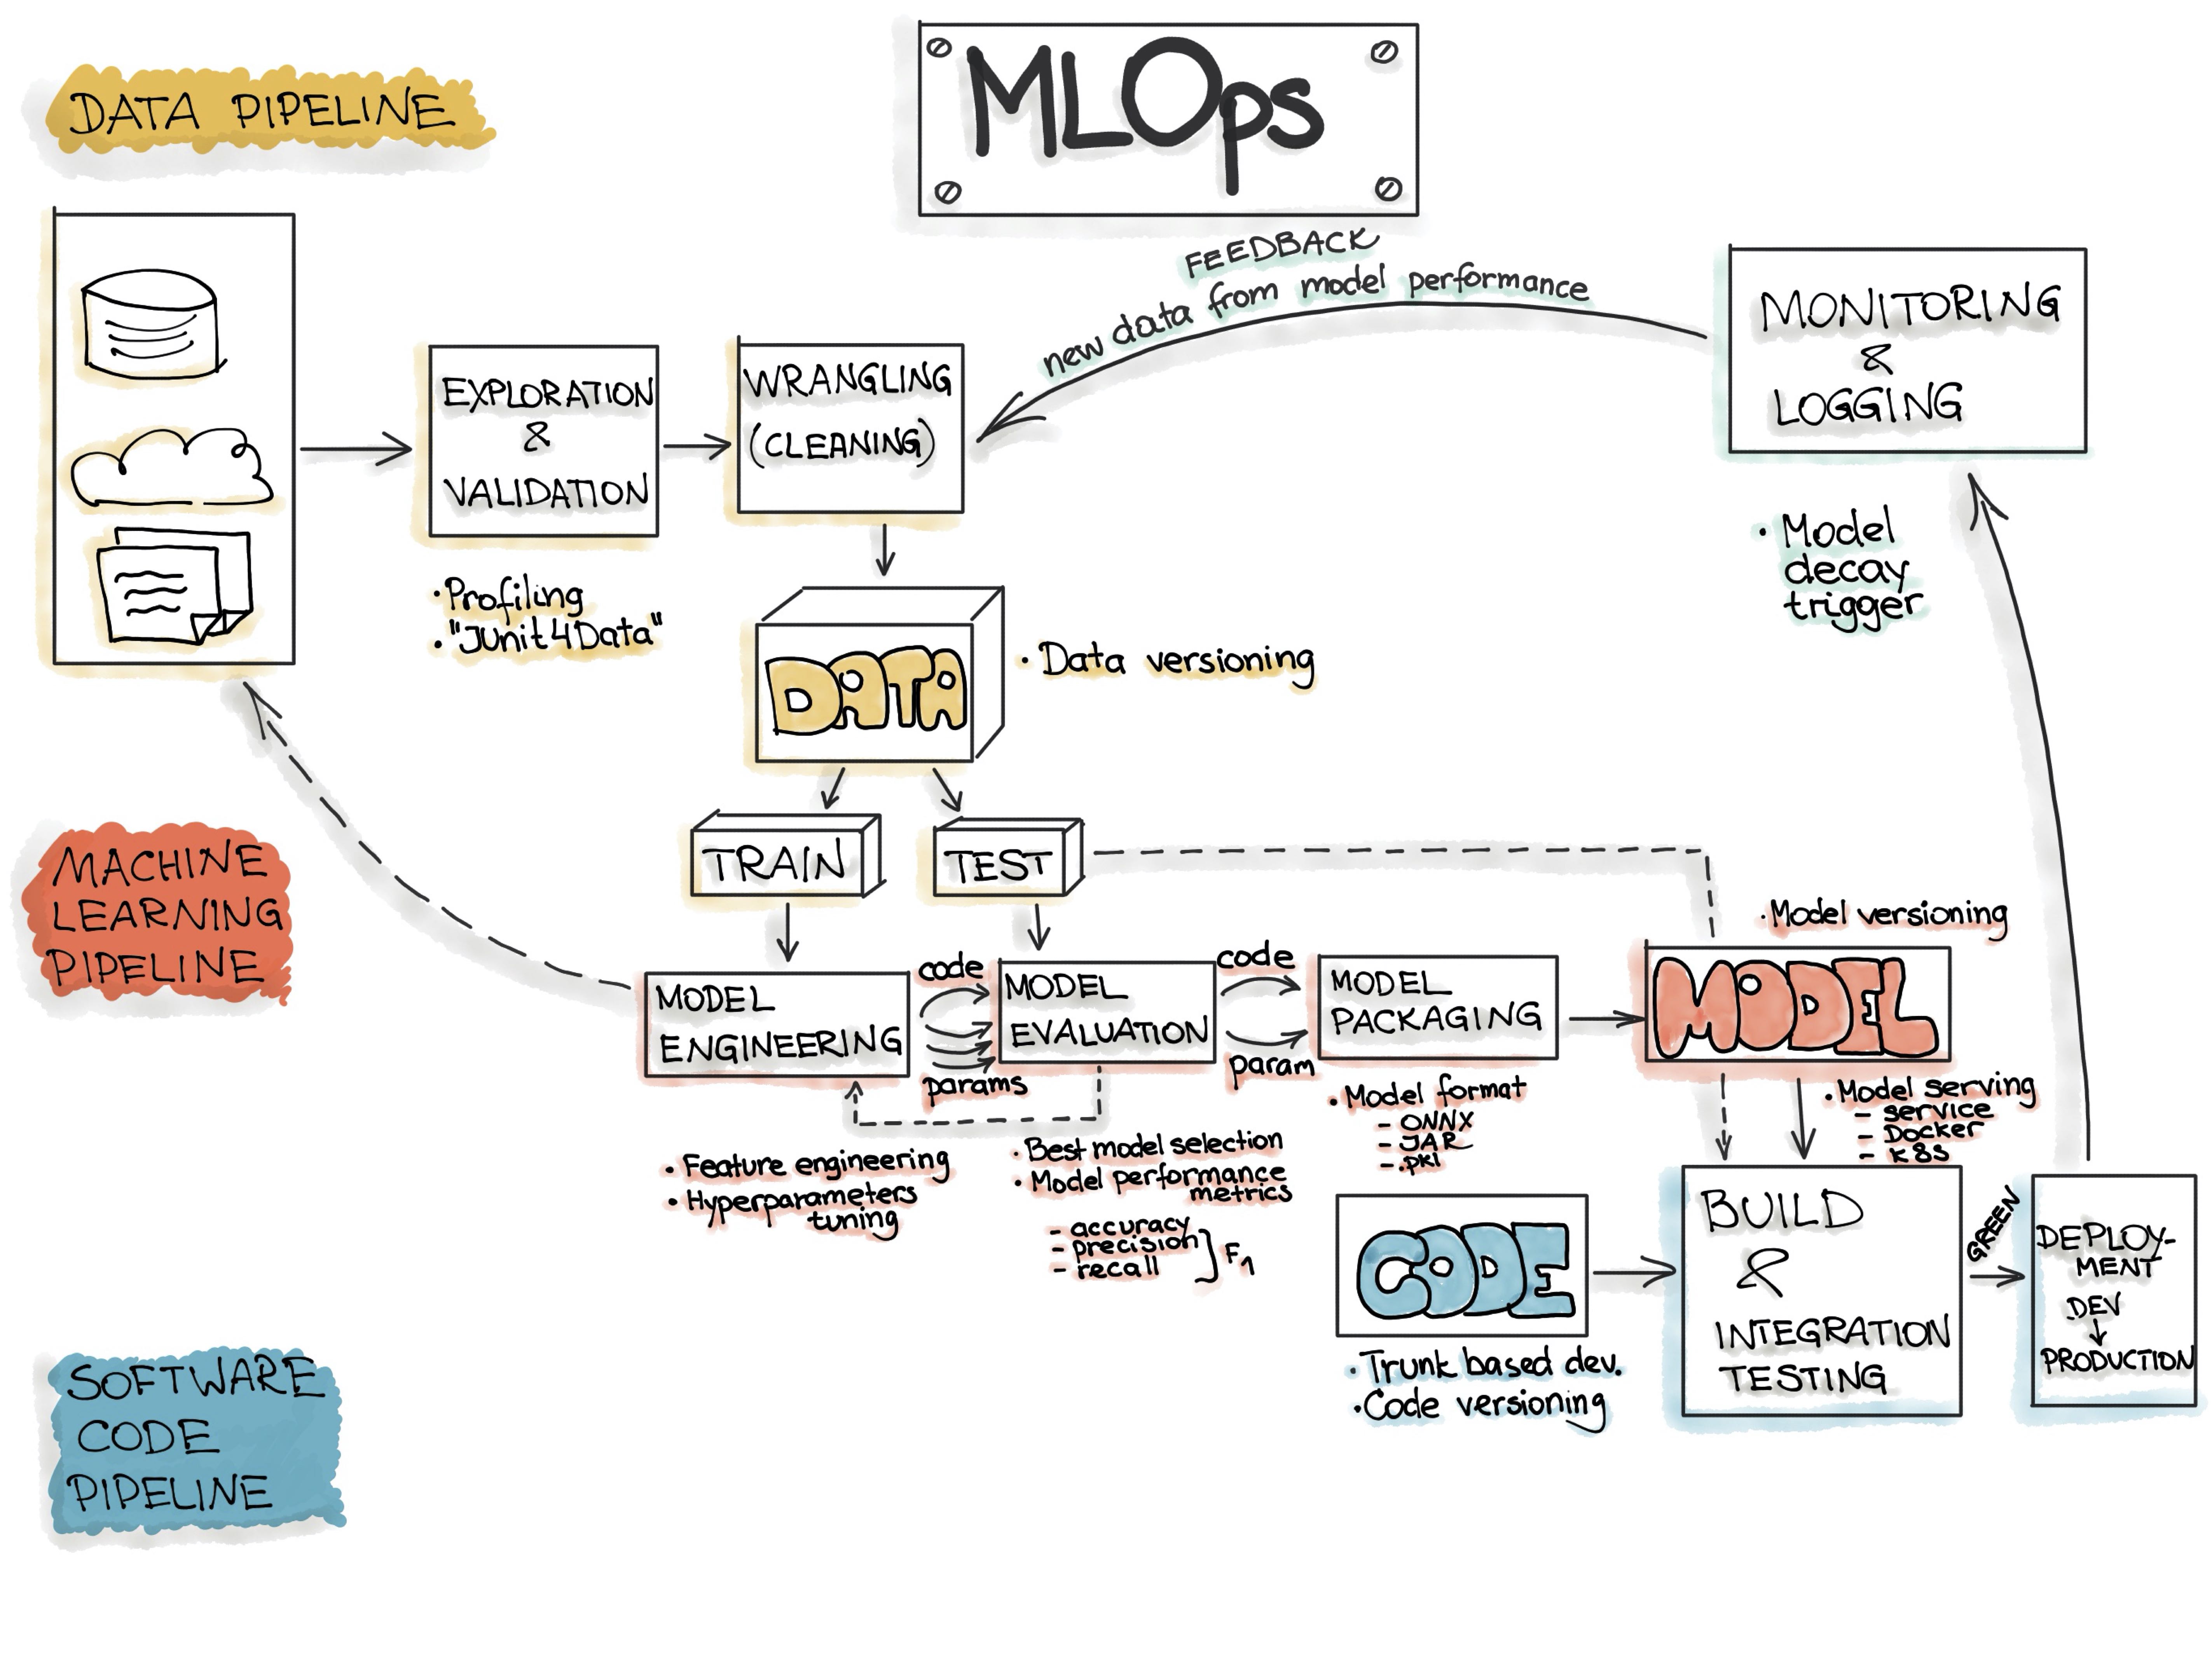 MLOps
DATA PIPELINE
FEEDBACK
new data from model performance
MONITORING
&
LOGGING
EXPLORATION
&
VALIDATION
WRANGLING
(CLEANING)
• Model
decay
trigger
• Profiling
• "JUnit4Data"
DATA
• Data versioning
MACHINE
LEARNING
PIPELINE
TRAIN
TEST
• Model versioning
MODEL
ENGINEERING
code
params
MODEL
EVALUATION
code
param
MODEL
PACKAGING
MODEL
• Feature engineering
• Hyperparameters
tuning
• Best model selection
• Model performance
metrics
- accuracy
- precision
- recall
F1
• Model format
- ONNX
- JAR
- .pkl
• Model serving
- service
- Docker
- K8S
CODE
• Trunk based dev.
• Code versioning
BUILD
&
INTEGRATION
TESTING
GREEN
DEPLOY-
MENT
DEV
PRODUCTION
SOFTWARE
CODE
PIPELINE